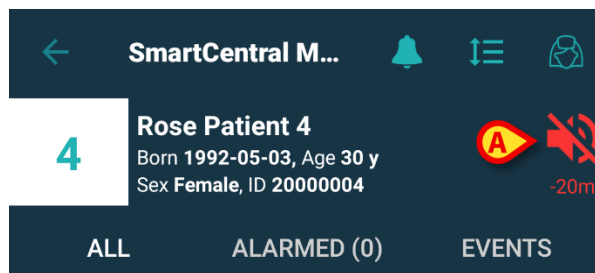 SmartCentral M...
4
Rose Patient 4
Born 1992-05-03, Age 30 y
Sex Female, ID 20000004
A
-20m
ALL ALARMED (0) EVENTS